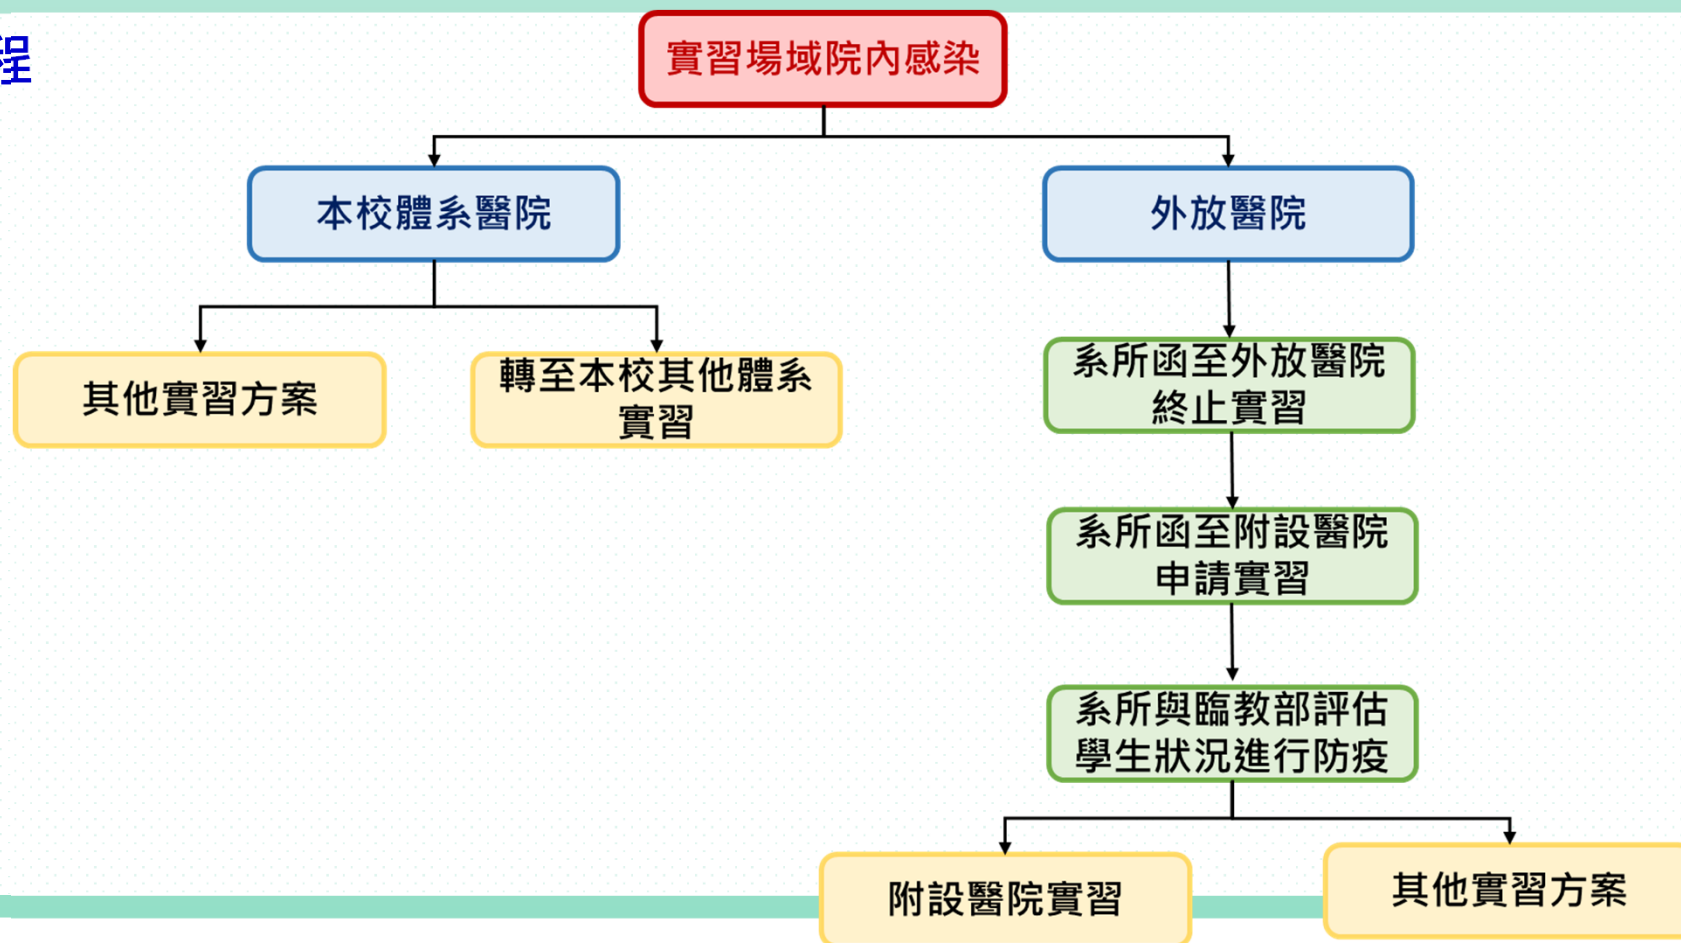 程
實習場域院內感染
本校體系醫院
外放醫院
其他實習方案
轉至本校其他體系
實習
系所函至外放醫院
終止實習
系所函至附設醫院
申請實習
系所與臨教部評估
學生狀況進行防疫
附設醫院實習
其他實習方案